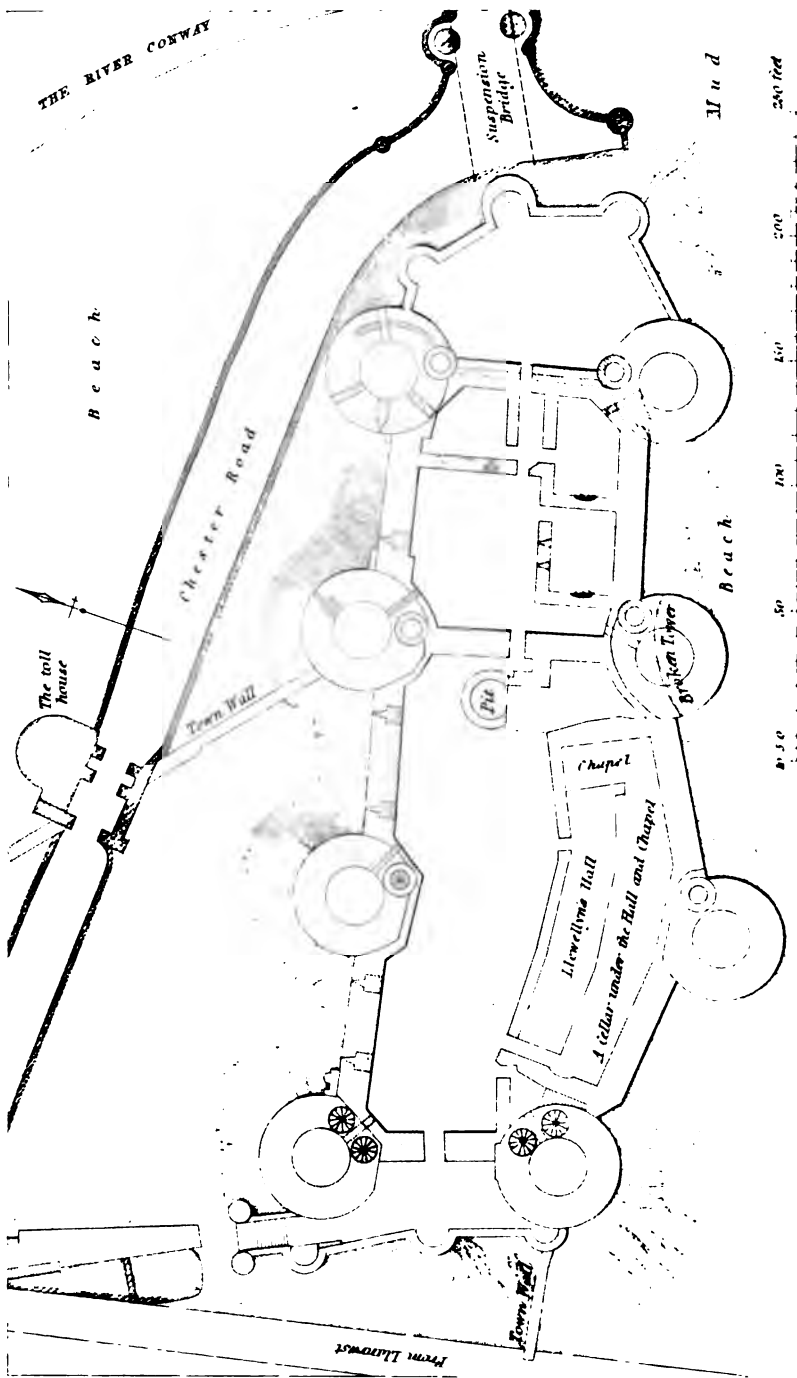 THE RIVER CONWAY
Suspension
Bridge
Mud
Beach
Chester Road
The toll
house
Town Wall
Pit
Broken Tower
Beach
Chapel
Llewellyns Hall
A Cellar under the Hall and Chapel
Town Wall
From Llanrwst
50
100
150
200
250 feet